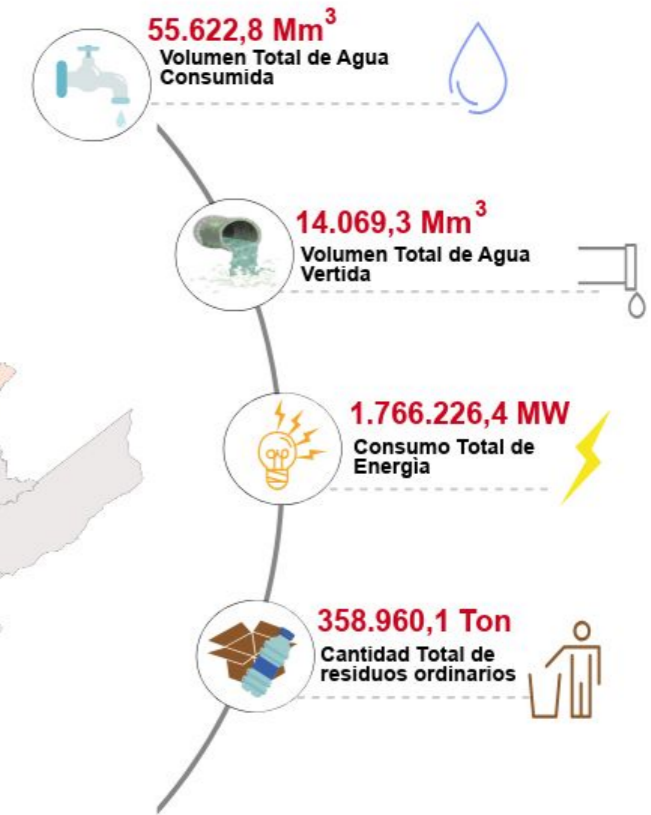 55.622,8 Mm³
Volumen Total de Agua
Consumida
14.069,3 Mm³
Volumen Total de Agua
Vertida
1.766.226,4 MW
Consumo Total de
Energìa
358.960,1 Ton
Cantidad Total de
residuos ordinarios